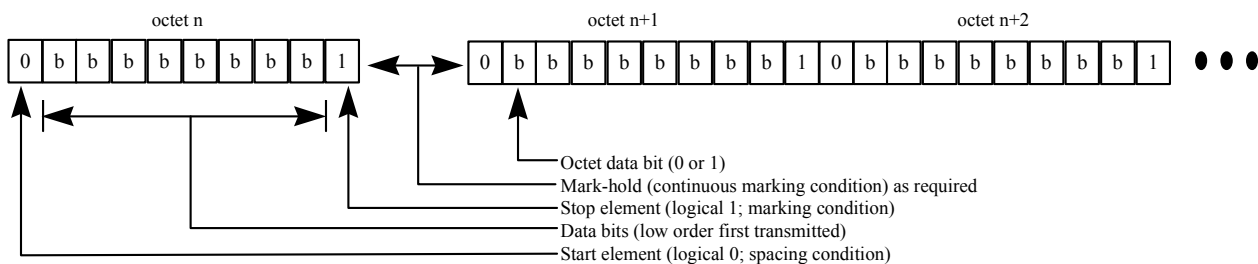 octet n octet n+1 octet n+2
0 b b b b b b b b 1 0 b b b b b b b b 1 0 b b b b b b b b 1
Octet data bit (0 or 1)
Mark-hold (continuous marking condition) as required
Stop element (logical 1; marking condition)
Data bits (low order first transmitted)
Start element (logical 0; spacing condition)